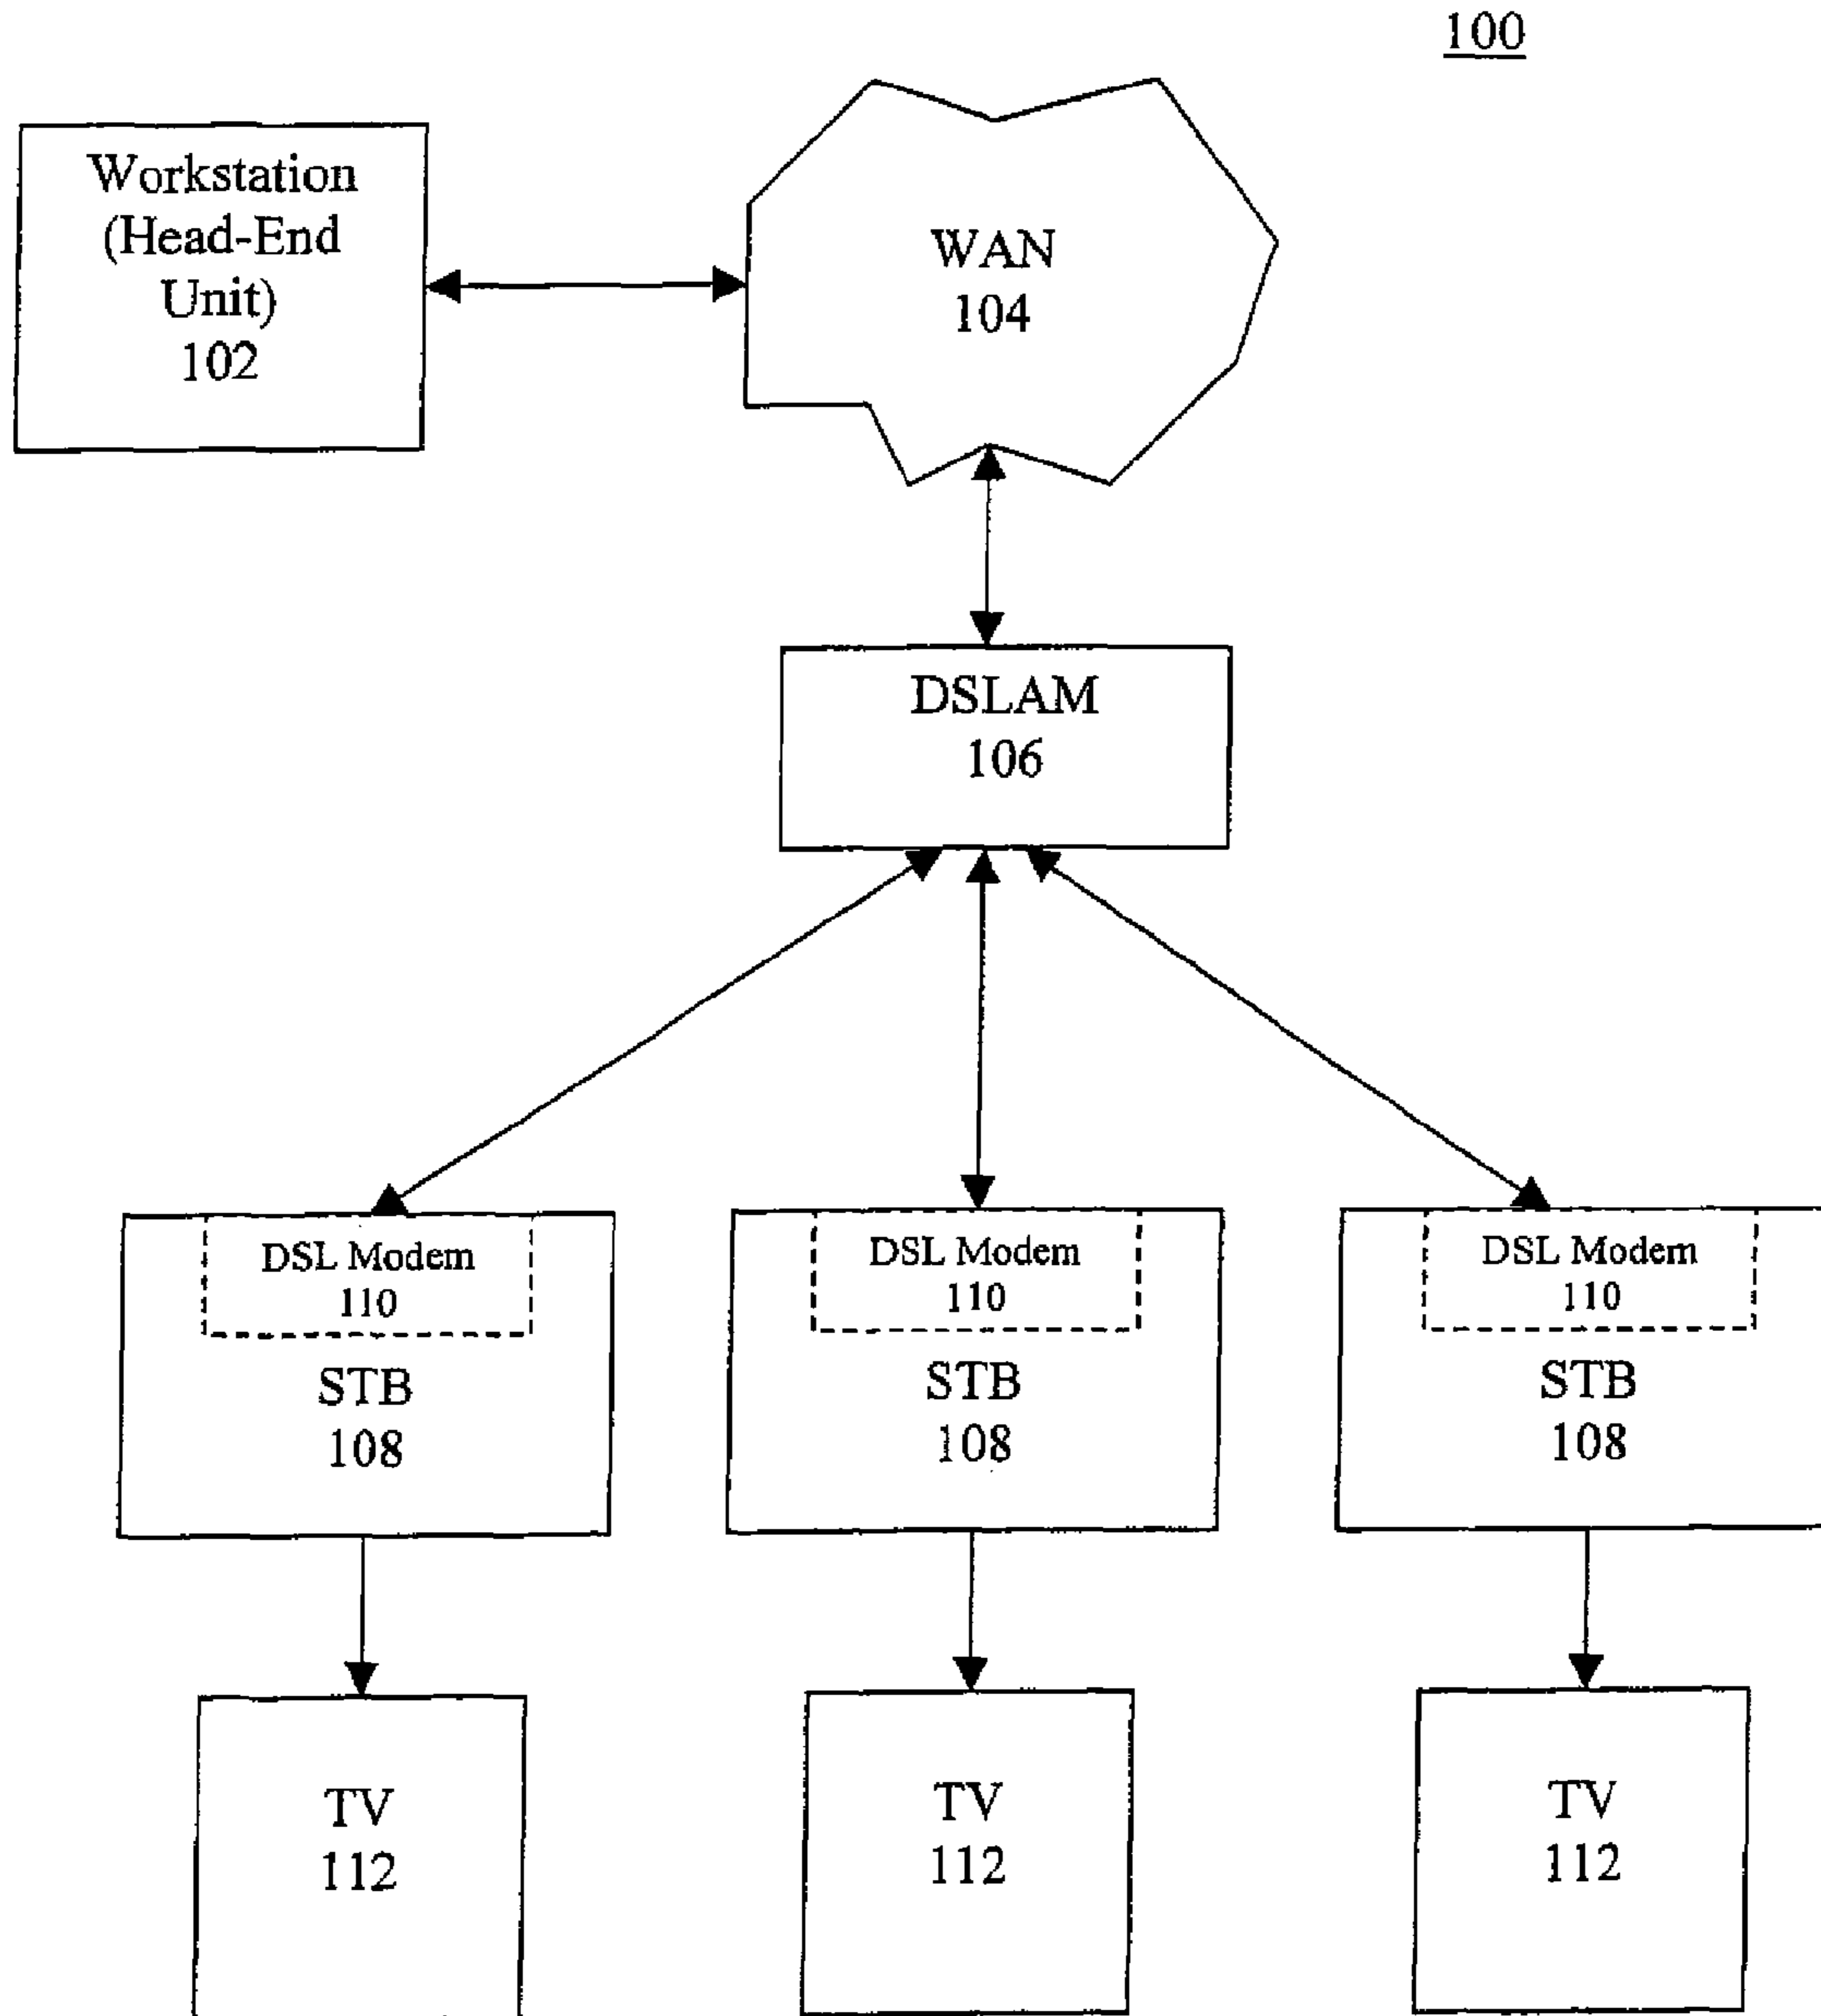 100
Workstation
(Head-End
Unit)
102
WAN
104
DSLAM
106
DSL Modem
110
STB
108
DSL Modem
110
STB
108
DSL Modem
110
STB
108
TV
112
TV
112
TV
112